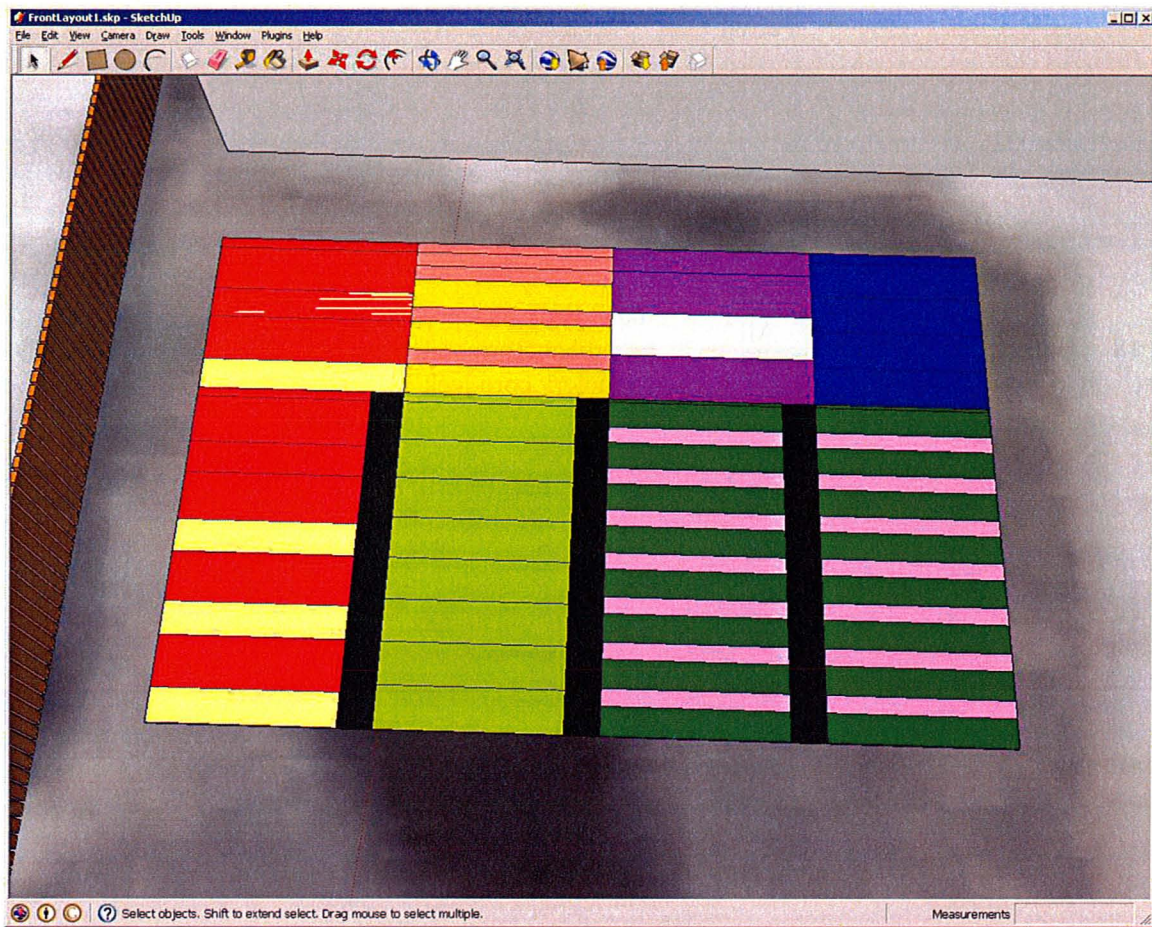 FrontLayout1.skp - SketchUp
File Edit View Camera Draw Tools Window Plugins Help
Select objects. Shift to extend select. Drag mouse to select multiple.
Measurements